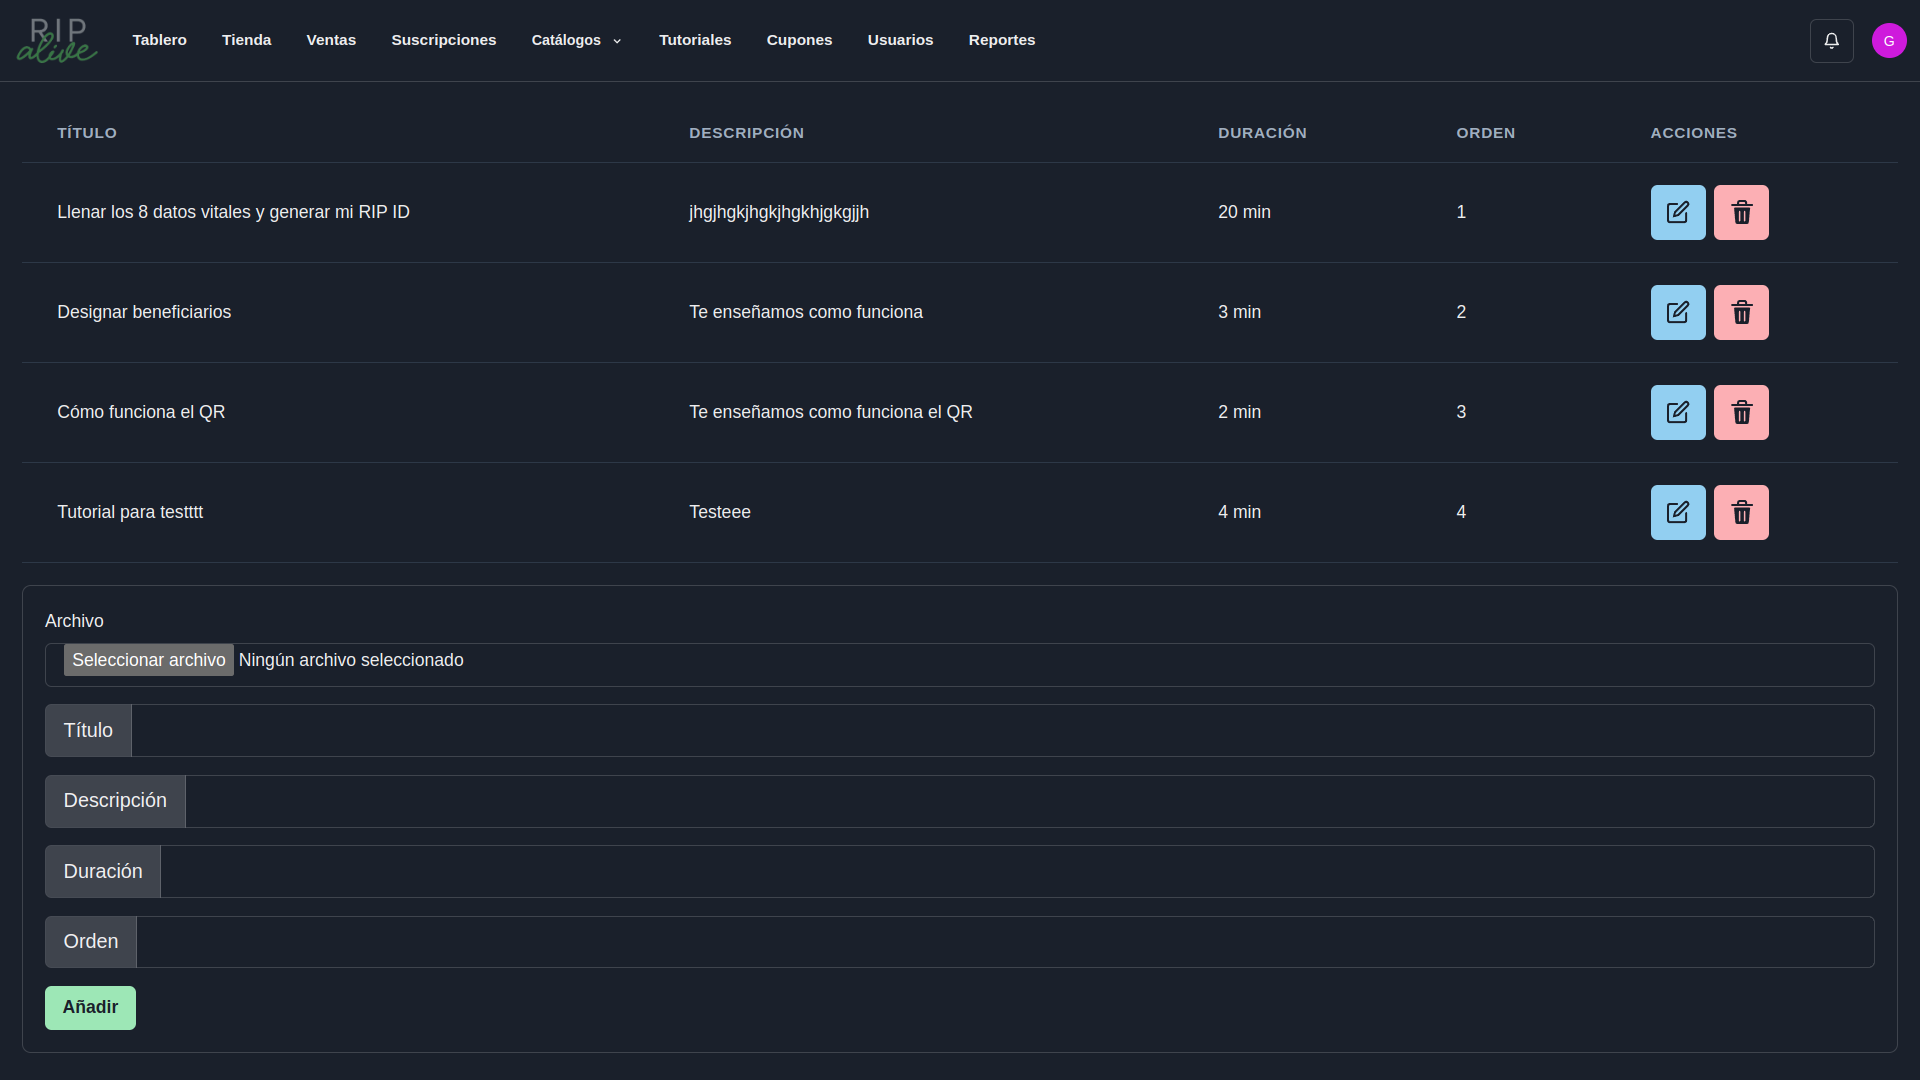 RIP
alive
Tablero Tienda Ventas Suscripciones Catálogos Tutoriales Cupones Usuarios Reportes G
TÍTULO DESCRIPCIÓN DURACIÓN ORDEN ACCIONES
Llenar los 8 datos vitales y generar mi RIP ID jhgjhgkjhgkjhgkhjgkgjjh 20 min 1
Designar beneficiarios Te enseñamos como funciona 3 min 2
Cómo funciona el QR Te enseñamos como funciona el QR 2 min 3
Tutorial para testttt Testeee 4 min 4
Archivo
Seleccionar archivo Ningún archivo seleccionado
Título
Descripción
Duración
Orden
Añadir